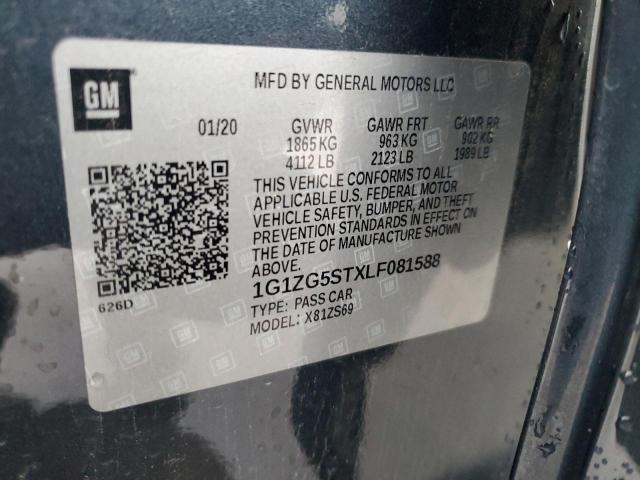 GM
MFD BY GENERAL MOTORS LLC
01/20 GVWR GAWR FRT GAWR RR
1865 KG 963 KG 902 KG
4112 LB 2123 LB 1989 LB
THIS VEHICLE CONFORMS TO ALL
APPLICABLE U.S. FEDERAL MOTOR
VEHICLE SAFETY, BUMPER, AND THEFT
PREVENTION STANDARDS IN EFFECT ON
THE DATE OF MANUFACTURE SHOWN
ABOVE.
1G1ZG5STXLF081588
TYPE: PASS CAR
MODEL: X81ZS69
626D